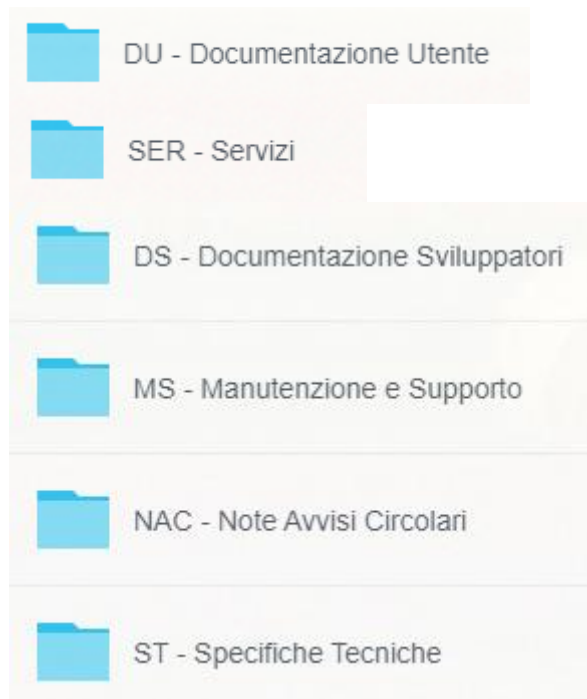 DU - Documentazione Utente
SER - Servizi
DS - Documentazione Sviluppatori
MS - Manutenzione e Supporto
NAC - Note Avvisi Circolari
ST - Specifiche Tecniche